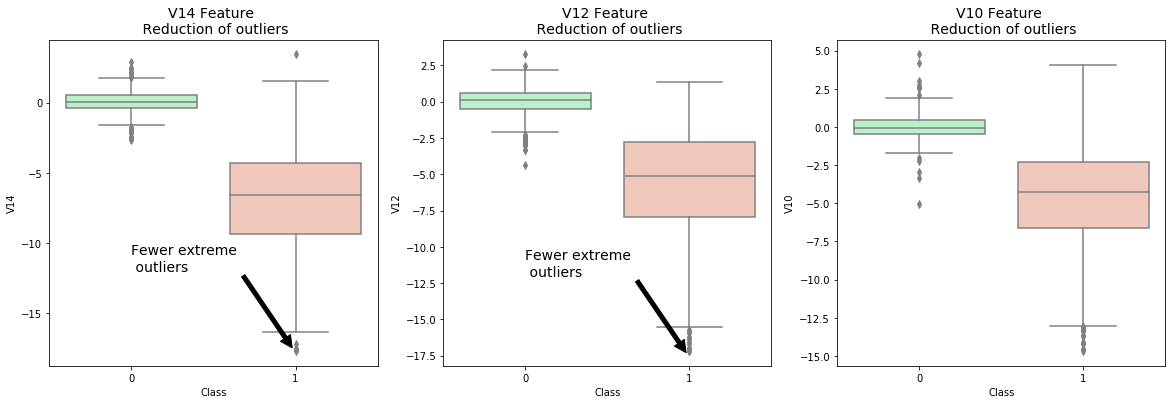 V14 Feature
Reduction of outliers
V14
0
−5
−10
−15
Fewer extreme
outliers
0
1
Class
V12 Feature
Reduction of outliers
V12
2.5
0.0
−2.5
−5.0
−7.5
−10.0
−12.5
−15.0
−17.5
Fewer extreme
outliers
0
1
Class
V10 Feature
Reduction of outliers
V10
5.0
2.5
0.0
−2.5
−5.0
−7.5
−10.0
−12.5
−15.0
0
1
Class